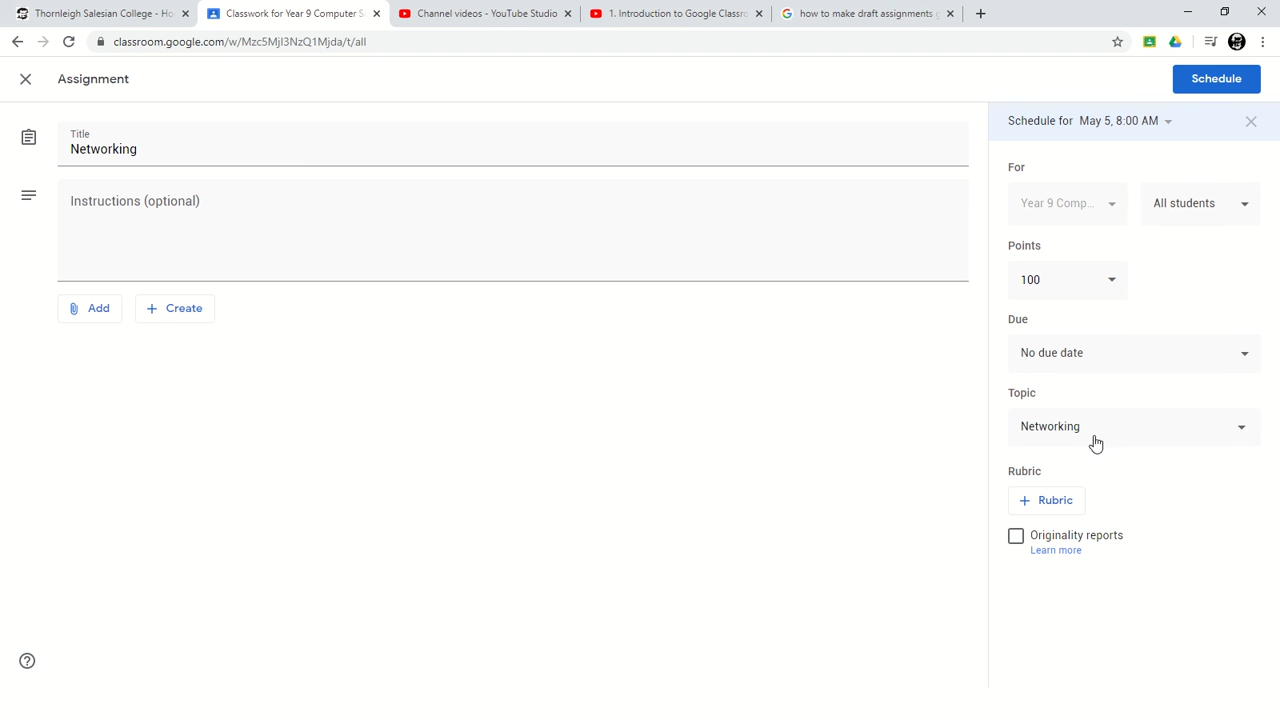 Thornleigh Salesian College - Ho
Classwork for Year 9 Computer S
Channel videos - YouTube Studio
1. Introduction to Google Classro
how to make draft assignments g
classroom.google.com/w/Mzc5MjI3NzQ1Mjda/t/all
Assignment
Schedule
Title
Networking
Instructions (optional)
Add
Create
Schedule for May 5, 8:00 AM
For
Year 9 Comp...
All students
Points
100
Due
No due date
Topic
Networking
Rubric
Rubric
Originality reports
Learn more